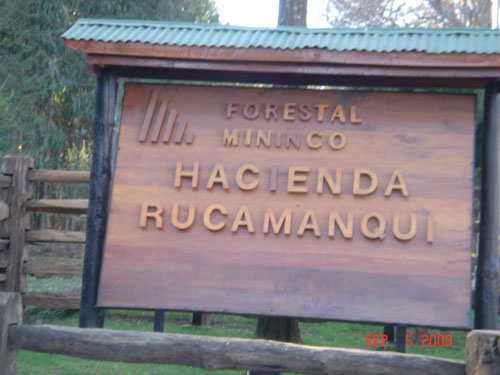 FORESTAL
MININCO
HACIENDA
RUCAMANQUI
SEP 5 2008